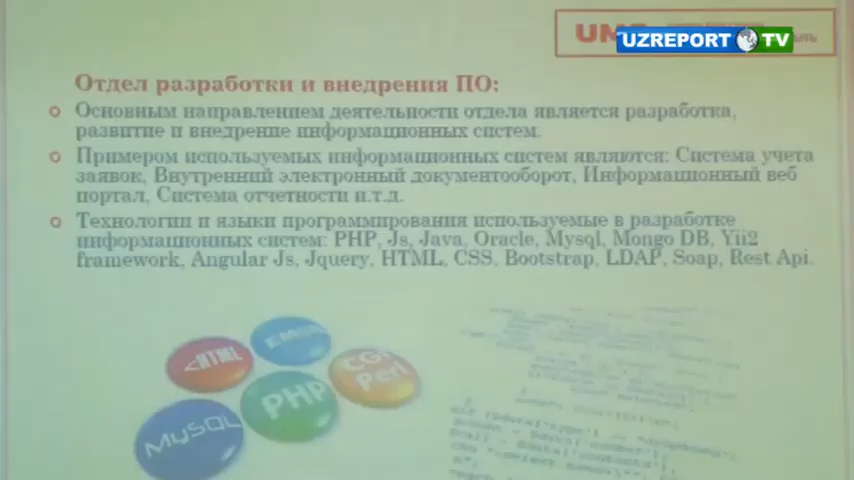 UMS
UZREPORT TV
Отдел разработки и внедрения ПО:
Основным направлением деятельности отдела является разработка,
развитие и внедрение информационных систем.
Примером используемых информационных систем являются: Система учета
заявок, Внутренний электронный документооборот, Информационный веб
портал, Система отчетности и.т.д.
Технологии и языки программирования используемые в разработке
информационных систем: PHP, Js, Java, Oracle, Mysql, Mongo DB, Yii2
framework, Angular Js, Jquery, HTML, CSS, Bootstrap, LDAP, Soap, Rest Api.
<HTML
CGI
Perl
PHP
MySQL